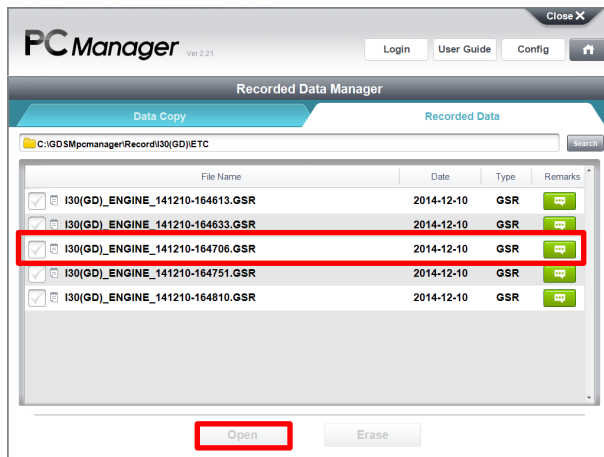 Close X
PC Manager Ver 2.21
Login User Guide Config
Recorded Data Manager
Data Copy Recorded Data
C:\GDSMpcmanager\Record\I30(GD)\ETC Search
File Name Date Type Remarks
I30(GD)_ENGINE_141210-164613.GSR 2014-12-10 GSR
I30(GD)_ENGINE_141210-164633.GSR 2014-12-10 GSR
I30(GD)_ENGINE_141210-164706.GSR 2014-12-10 GSR
I30(GD)_ENGINE_141210-164751.GSR 2014-12-10 GSR
I30(GD)_ENGINE_141210-164810.GSR 2014-12-10 GSR
Open Erase